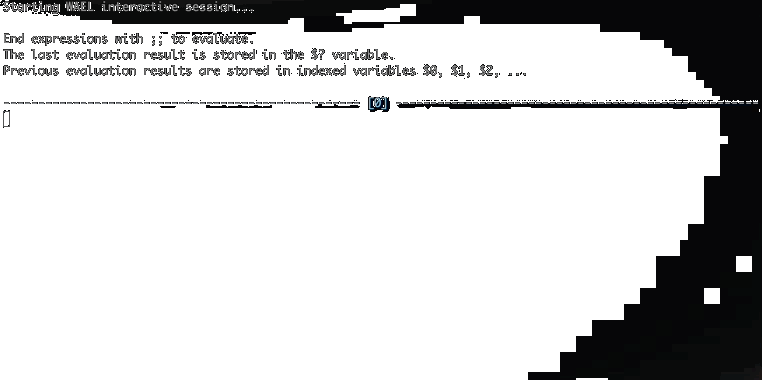 Starting WSEL interactive session...
End expressions with ;; to evaluate.
The last evaluation result is stored in the $? variable.
Previous evaluation results are stored in indexed variables $0, $1, $2, ...
[0]